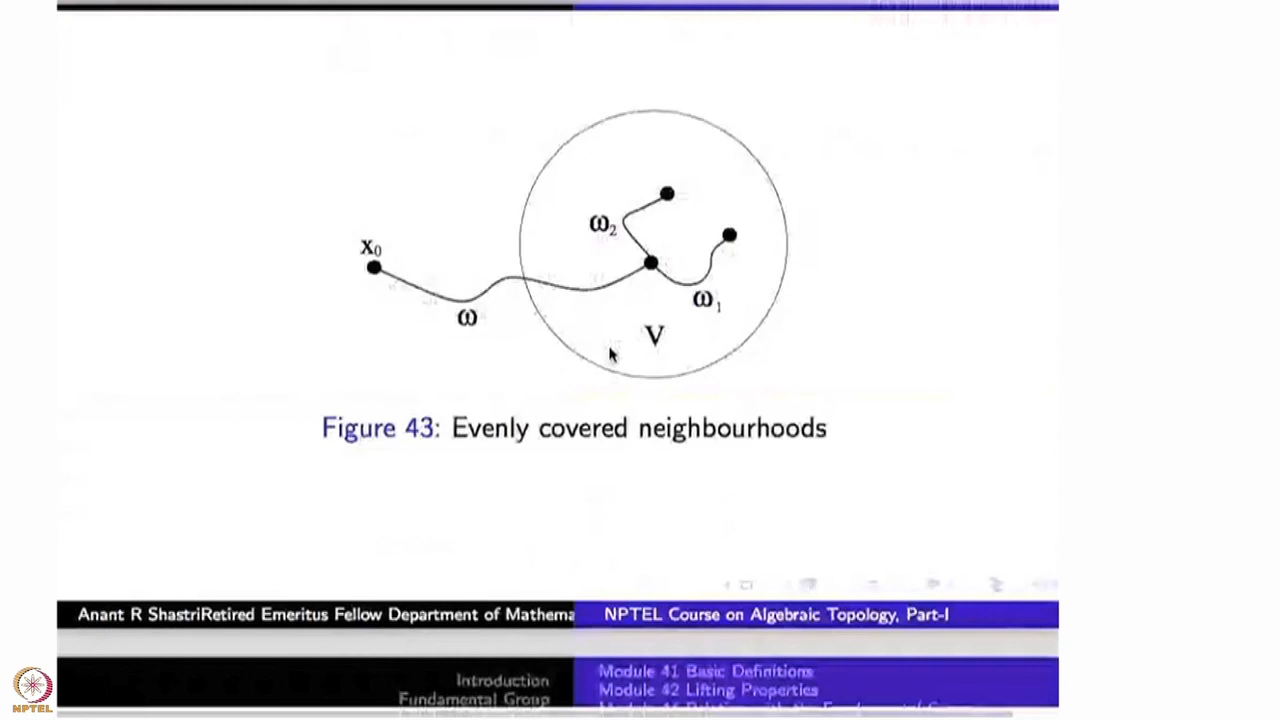 x₀
ω
ω₂
ω₁
V
Figure 43: Evenly covered neighbourhoods
Anant R ShastriRetired Emeritus Fellow Department of Mathema
NPTEL Course on Algebraic Topology, Part-I
Introduction
Fundamental Group
Module 41 Basic Definitions
Module 42 Lifting Properties
NPTEL